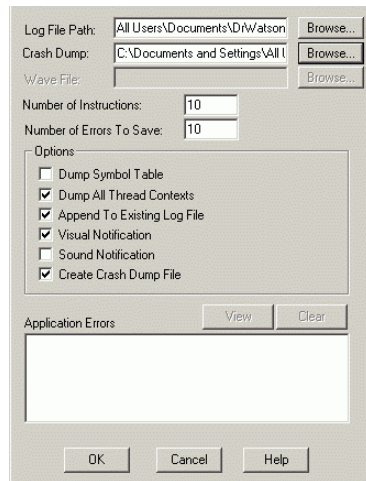 Log File Path: All Users\Documents\DrWatson Browse...
Crash Dump: C:\Documents and Settings\All U Browse...
Wave File: Browse...
Number of Instructions: 10
Number of Errors To Save: 10
Options
Dump Symbol Table
Dump All Thread Contexts
Append To Existing Log File
Visual Notification
Sound Notification
Create Crash Dump File
Application Errors View Clear
OK Cancel Help